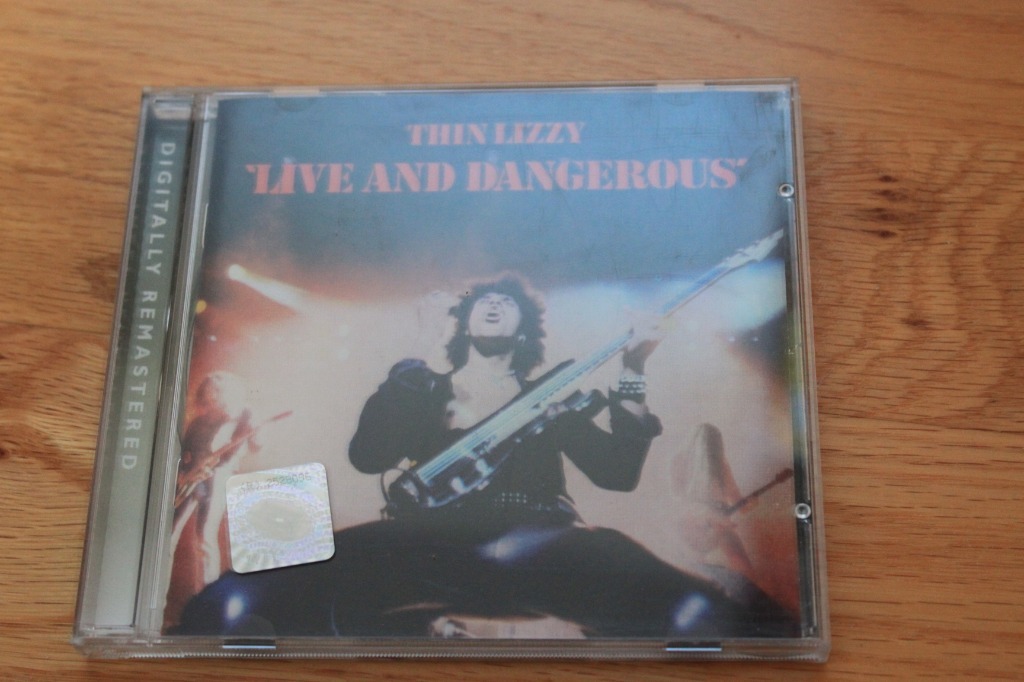 THIN LIZZY
'LIVE AND DANGEROUS'
DIGITALLY REMASTERED